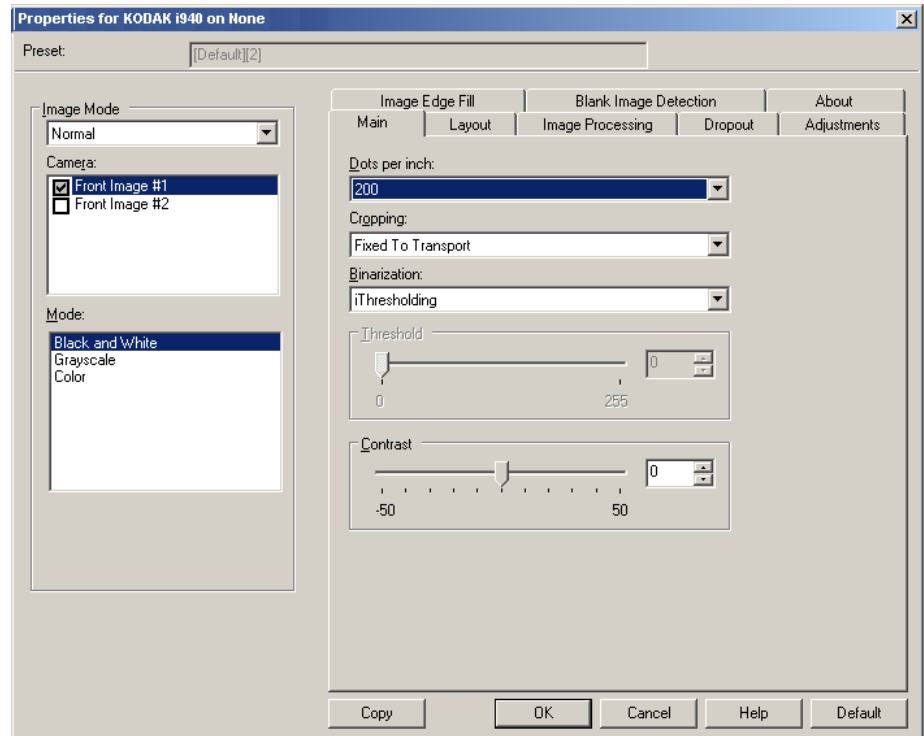 Properties for KODAK i940 on None
Preset:
[Default][2]
Image Mode
Normal
Camera:
Front Image #1
Front Image #2
Mode:
Black and White
Grayscale
Color
Image Edge Fill
Blank Image Detection
About
Main
Layout
Image Processing
Dropout
Adjustments
Dots per inch:
200
Cropping:
Fixed To Transport
Binarization:
iThresholding
Threshold
0
0
255
Contrast
0
-50
50
Copy
OK
Cancel
Help
Default